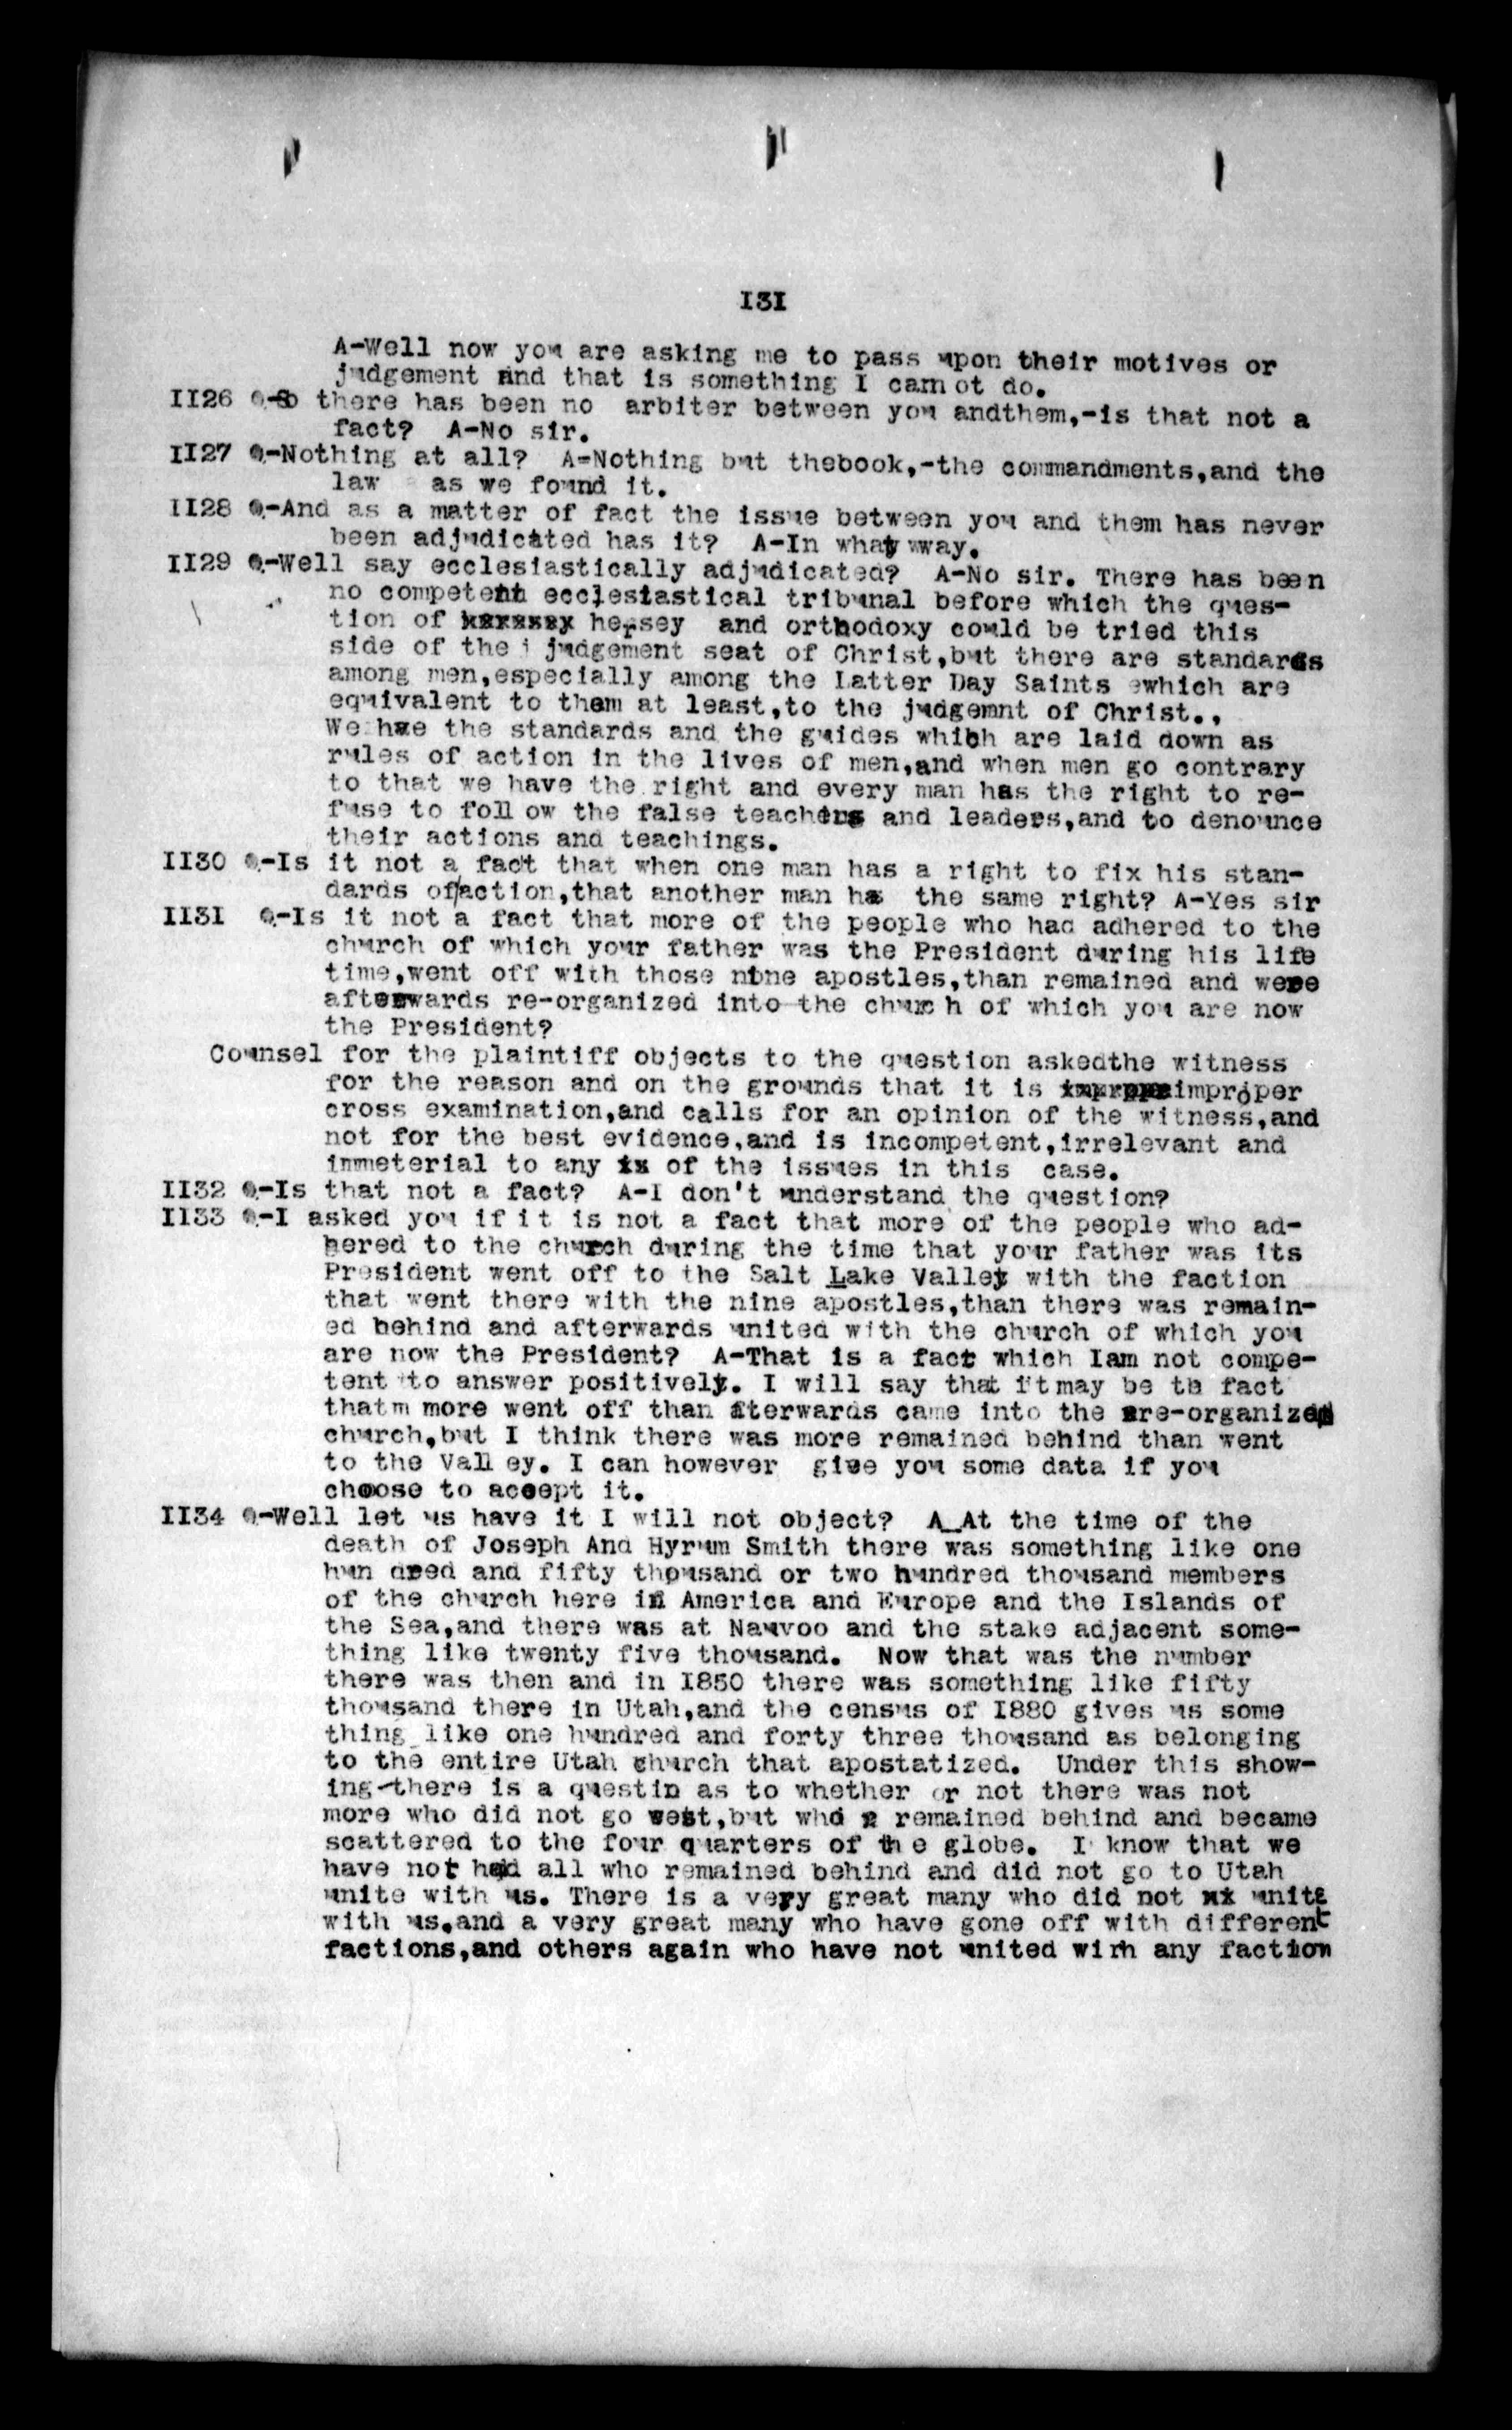 131
A-Well now you are asking me to pass upon their motives or
judgement and that is something I cannot do.
1126 Q-So there has been no arbiter between you andthem,-is that not a
fact? A-No sir.
1127 Q-Nothing at all? A-Nothing but thebook,-the commandments,and the
law as we found it.
1128 Q-And as a matter of fact the issue between you and them has never
been adjudicated has it? A-In what way.
1129 Q-Well say ecclesiastically adjudicated? A-No sir. There has been
no competent ecclesiastical tribunal before which the ques-
tion of hersey and orthodoxy could be tried this
side of the judgement seat of Christ,but there are standards
among men,especially among the Latter Day Saints which are
equivalent to them at least,to the judgemnt of Christ.,
We have the standards and the guides which are laid down as
rules of action in the lives of men,and when men go contrary
to that we have the right and every man has the right to re-
fuse to foll ow the false teachers and leaders,and to denounce
their actions and teachings.
1130 Q-Is it not a fact that when one man has a right to fix his stan-
dards of/action,that another man has the same right? A-Yes sir
1131 Q-Is it not a fact that more of the people who had adhered to the
church of which your father was the President during his life
time,went off with those nine apostles,than remained and were
afterwards re-organized into the church of which you are now
the President?
Counsel for the plaintiff objects to the question askedthe witness
for the reason and on the grounds that it is improper
cross examination,and calls for an opinion of the witness,and
not for the best evidence,and is incompetent,irrelevant and
immeterial to any of the issues in this case.
1132 Q-Is that not a fact? A-I don't understand the question?
1133 Q-I asked you if it is not a fact that more of the people who ad-
hered to the church during the time that your father was its
President went off to the Salt Lake Valley with the faction
that went there with the nine apostles,than there was remain-
ed behind and afterwards united with the church of which you
are now the President? A-That is a fact which Iam not compe-
tent to answer positively. I will say that it may be th fact
that more went off than afterwards came into the re-organized
church,but I think there was more remained behind than went
to the Vall ey. I can however give you some data if you
choose to accept it.
1134 Q-Well let us have it I will not object? A_At the time of the
death of Joseph And Hyrum Smith there was something like one
hun dred and fifty thousand or two hundred thousand members
of the church here in America and Europe and the Islands of
the Sea,and there was at Nauvoo and the stake adjacent some-
thing like twenty five thousand. Now that was the number
there was then and in 1850 there was something like fifty
thousand there in Utah,and the census of 1880 gives us some
thing like one hundred and forty three thousand as belonging
to the entire Utah church that apostatized. Under this show-
ing-there is a questin as to whether or not there was not
more who did not go west,but who remained behind and became
scattered to the four quarters of th e globe. I know that we
have not had all who remained behind and did not go to Utah
unite with us. There is a very great many who did not unite
with us,and a very great many who have gone off with different
factions,and others again who have not united wirh any faction